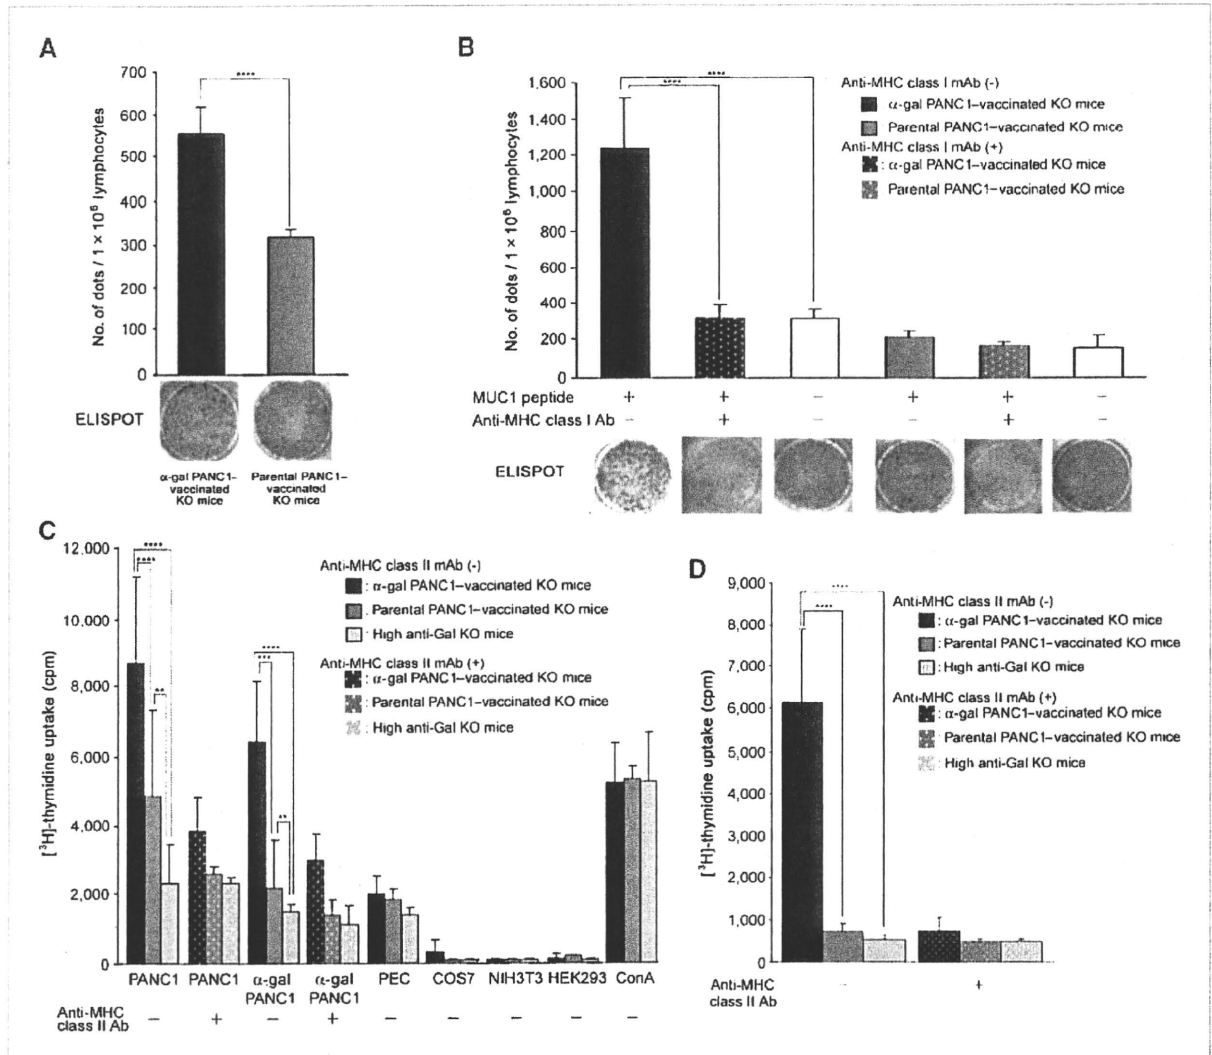 A
700
600
500
400
300
200
100
0
No. of dots / 1 × 10⁶ lymphocytes
****
ELISPOT
α-gal PANC1–
vaccinated
KO mice
Parental PANC1–
vaccinated
KO mice
B
1,600
1,400
1,200
1,000
800
600
400
200
0
No. of dots / 1 × 10⁶ lymphocytes
****
****
Anti-MHC class I mAb (-)
α-gal PANC1–vaccinated KO mice
Parental PANC1–vaccinated KO mice
Anti-MHC class I mAb (+)
: α-gal PANC1–vaccinated KO mice
Parental PANC1–vaccinated KO mice
MUC1 peptide + + – + + –
Anti-MHC class I Ab – + – – + –
ELISPOT
C
12,000
10,000
8,000
6,000
4,000
2,000
0
[³H]-thymidine uptake (cpm)
****
****
**
****
***
**
Anti-MHC class II mAb (-)
: α-gal PANC1–vaccinated KO mice
: Parental PANC1–vaccinated KO mice
: High anti-Gal KO mice
Anti-MHC class II mAb (+)
: α-gal PANC1–vaccinated KO mice
: Parental PANC1–vaccinated KO mice
: High anti-Gal KO mice
PANC1 PANC1 α-gal PANC1 α-gal PANC1 PEC COS7 NIH3T3 HEK293 ConA
Anti-MHC
class II Ab – + – + – – – – –
D
9,000
8,000
7,000
6,000
5,000
4,000
3,000
2,000
1,000
0
[³H]-thymidine uptake (cpm)
****
****
Anti-MHC class II mAb (-)
: α-gal PANC1–vaccinated KO mice
: Parental PANC1–vaccinated KO mice
: High anti-Gal KO mice
Anti-MHC class II mAb (+)
: α-gal PANC1–vaccinated KO mice
: Parental PANC1–vaccinated KO mice
: High anti-Gal KO mice
Anti-MHC
class II Ab – +